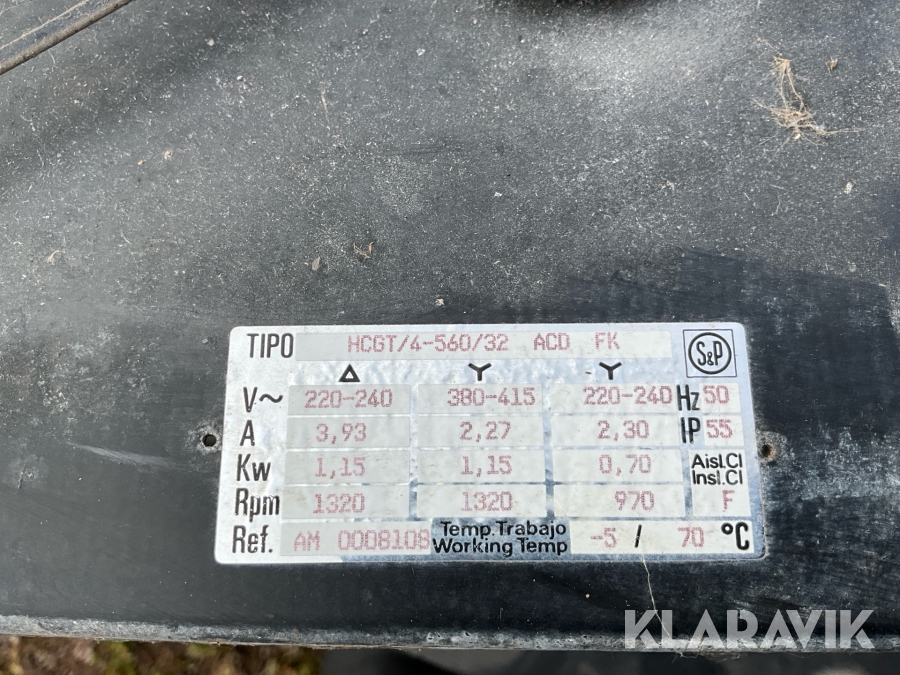 TIPO HCGT/4-560/32 ACD FK S&P
V~ 220-240 380-415 220-240 Hz 50
A 3,93 2,27 2,30 IP 55
Kw 1,15 1,15 0,70 Aisl.Cl
Insl.Cl
Rpm 1320 1320 970 F
Ref. AM 0008108 Temp.Trabajo
Working Temp -5 / 70 °C
KLARAVIK